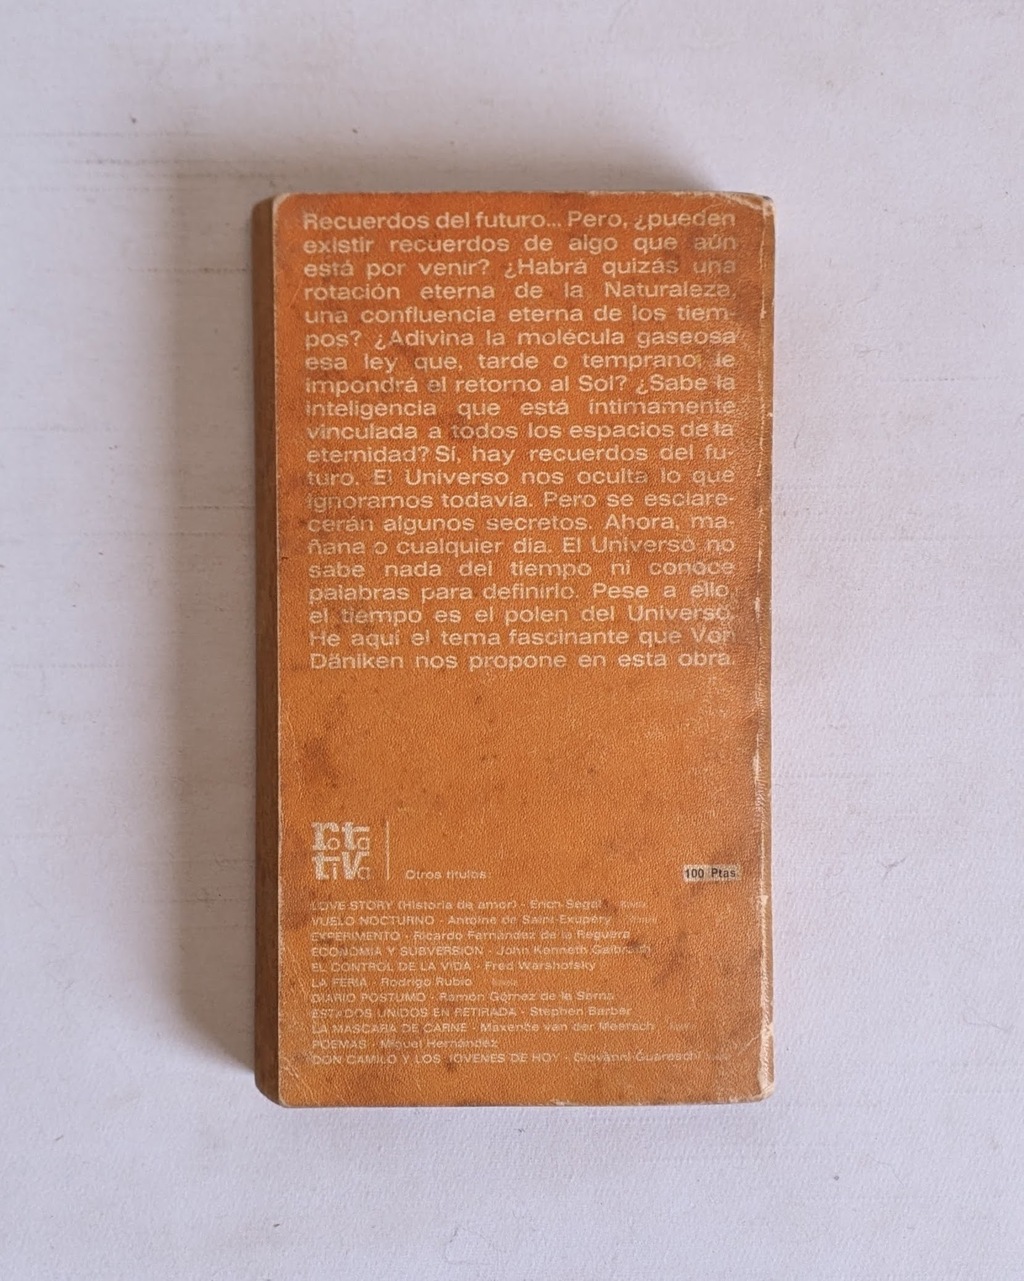 Recuerdos del futuro... Pero, ¿pueden
existir recuerdos de algo que aún
está por venir? ¿Habrá quizás una
rotación eterna de la Naturaleza,
una confluencia eterna de los tiem-
pos? ¿Adivina la molécula gaseosa
esa ley que, tarde o temprano, le
impondrá el retorno al Sol? ¿Sabe la
inteligencia que está íntimamente
vinculada a todos los espacios de la
eternidad? Sí, hay recuerdos del fu-
turo. El Universo nos oculta lo que
ignoramos todavía. Pero se esclare-
cerán algunos secretos. Ahora, ma-
ñana o cualquier día. El Universo no
sabe nada del tiempo ni conoce
palabras para definirlo. Pese a ello,
el tiempo es el polen del Universo.
He aquí el tema fascinante que Von
Däniken nos propone en esta obra.
rotativa
Otros títulos:
100 Ptas.
LOVE STORY (Historia de amor) - Erich Segal
VUELO NOCTURNO - Antoine de Saint-Exupéry
EXPERIMENTO - Ricardo Fernández de la Reguera
ECONOMIA Y SUBVERSION - John Kenneth Galbraith
EL CONTROL DE LA VIDA - Fred Warshofsky
LA FERIA - Rodrigo Rubio
DIARIO POSTUMO - Ramón Gómez de la Serna
ESTADOS UNIDOS EN RETIRADA - Stephen Barber
LA MASCARA DE CARNE - Maxence van der Meersch
POEMAS - Miguel Hernández
DON CAMILO Y LOS JOVENES DE HOY - Giovanni Guareschi